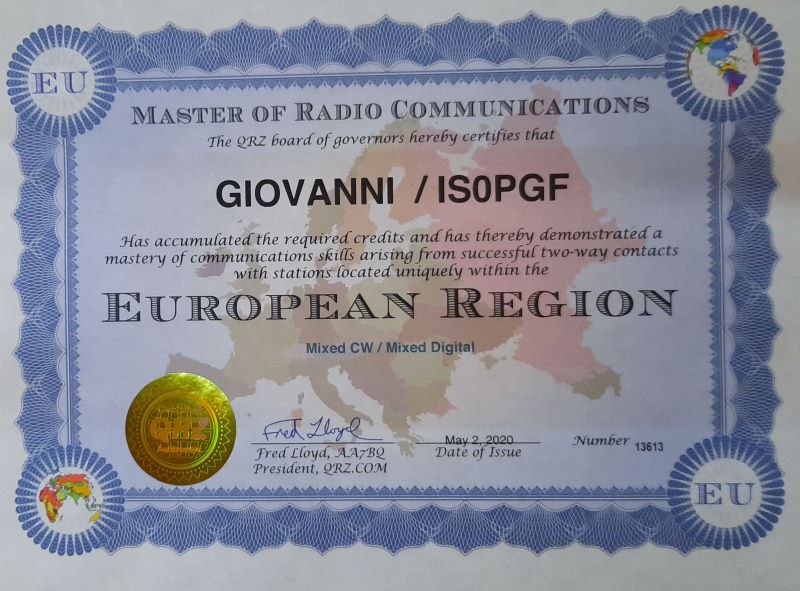 EU
MASTER OF RADIO COMMUNICATIONS
The QRZ board of governors hereby certifies that
GIOVANNI / IS0PGF
Has accumulated the required credits and has thereby demonstrated a
mastery of communications skills arising from successful two-way contacts
with stations located uniquely within the
EUROPEAN REGION
Mixed CW / Mixed Digital
Fred Lloyd
Fred Lloyd, AA7BQ
President, QRZ.COM
May 2, 2020
Date of Issue
Number 13613
EU